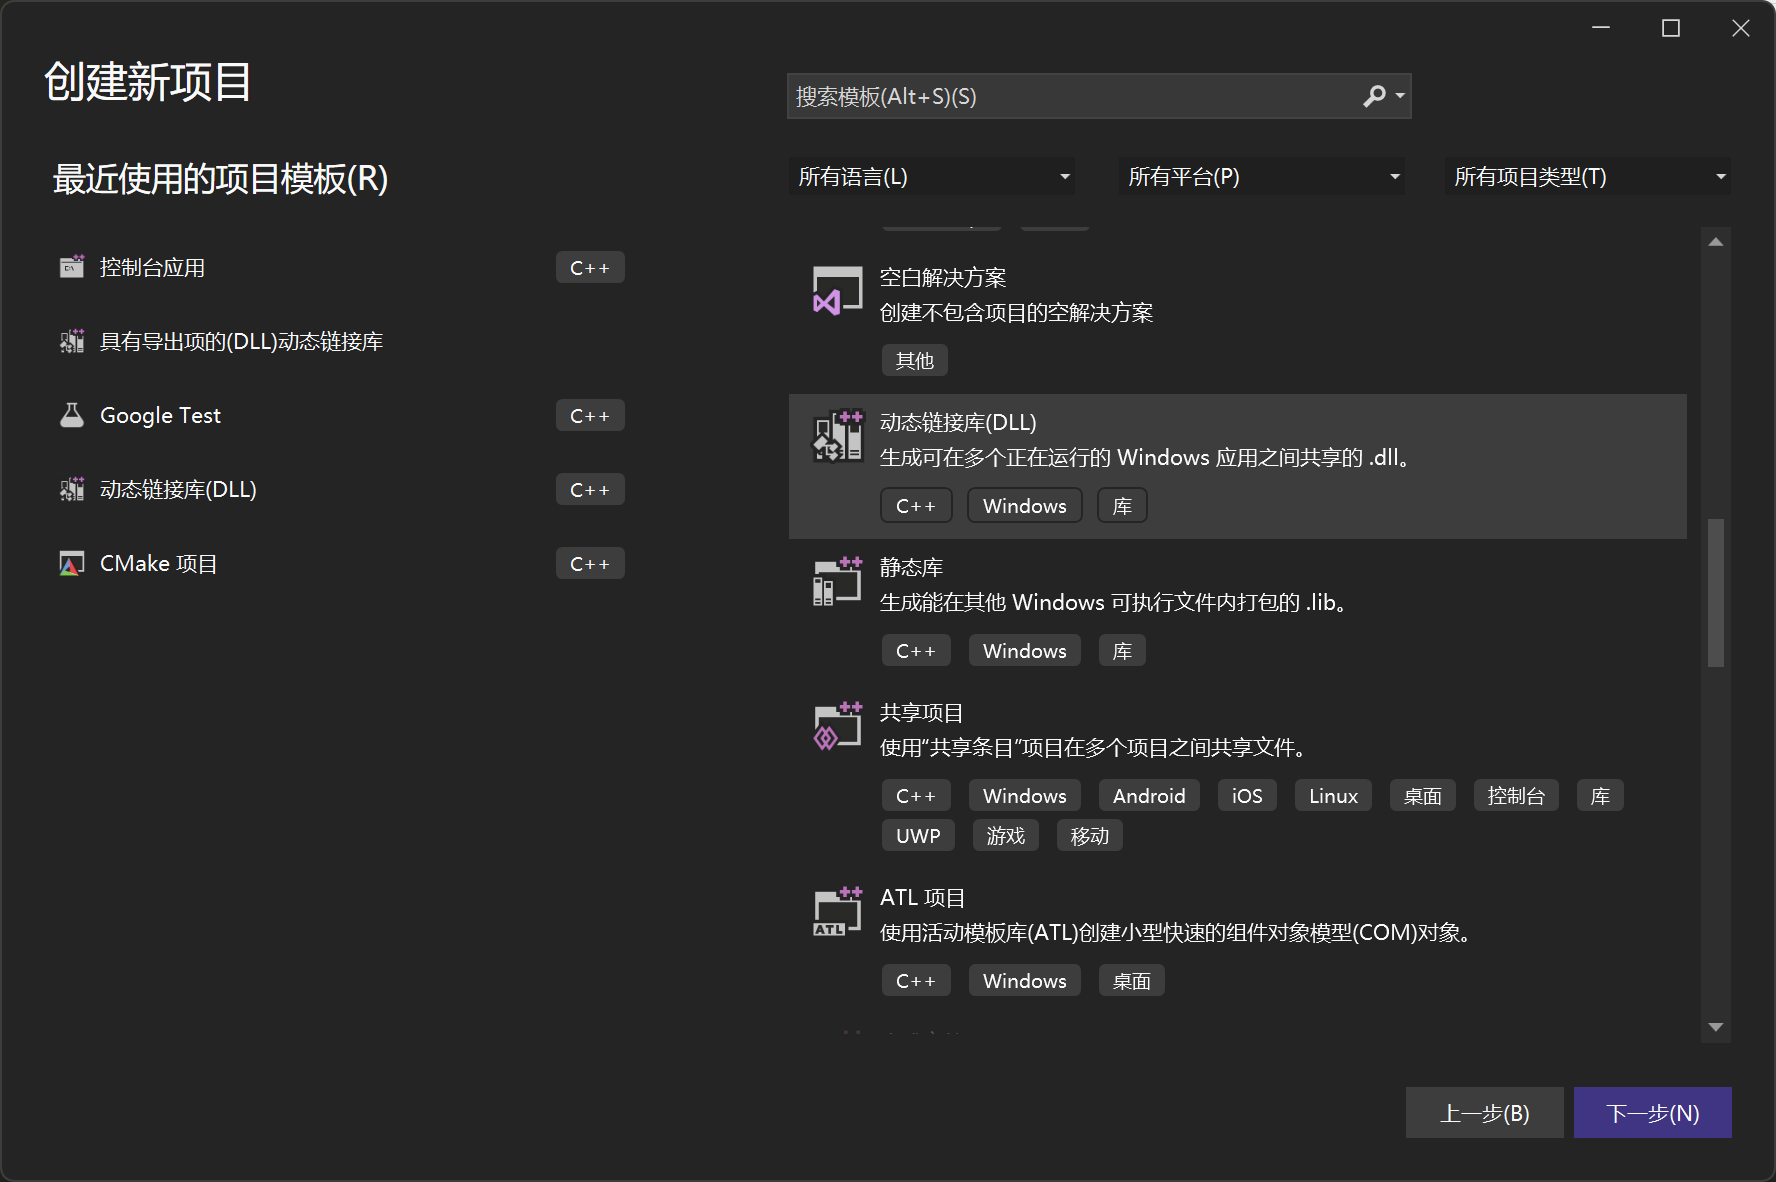 创建新项目
搜索模板(Alt+S)(S)
最近使用的项目模板(R)
所有语言(L)
所有平台(P)
所有项目类型(T)
控制台应用
C++
具有导出项的(DLL)动态链接库
Google Test
C++
动态链接库(DLL)
C++
CMake 项目
C++
空白解决方案
创建不包含项目的空解决方案
其他
动态链接库(DLL)
生成可在多个正在运行的 Windows 应用之间共享的 .dll。
C++ Windows 库
静态库
生成能在其他 Windows 可执行文件内打包的 .lib。
C++ Windows 库
共享项目
使用“共享条目”项目在多个项目之间共享文件。
C++ Windows Android iOS Linux 桌面 控制台 库
UWP 游戏 移动
ATL
ATL 项目
使用活动模板库(ATL)创建小型快速的组件对象模型(COM)对象。
C++ Windows 桌面
上一步(B)
下一步(N)